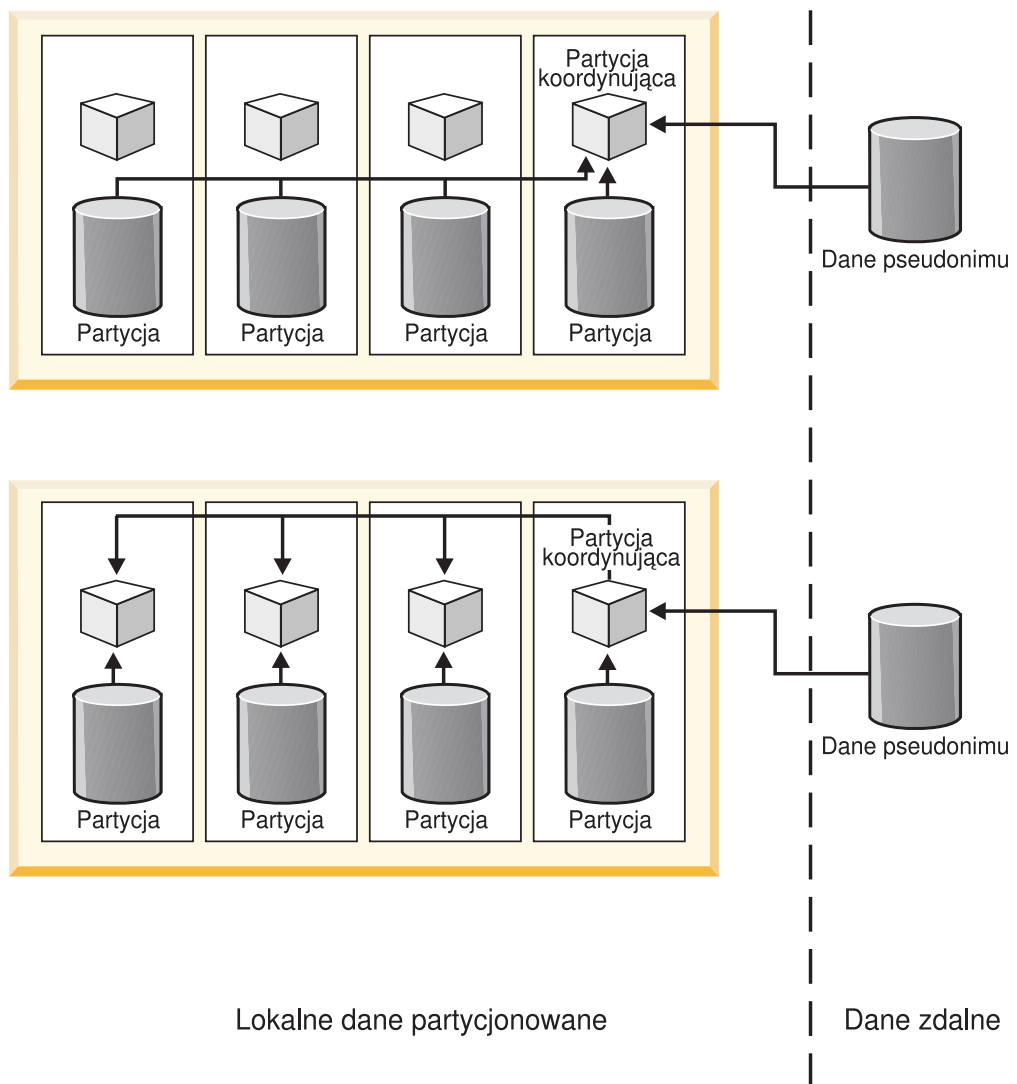 Partycja
koordynująca
Dane pseudonimu
Partycja
Partycja
Partycja
Partycja
Partycja
koordynująca
Dane pseudonimu
Partycja
Partycja
Partycja
Partycja
Lokalne dane partycjonowane
Dane zdalne